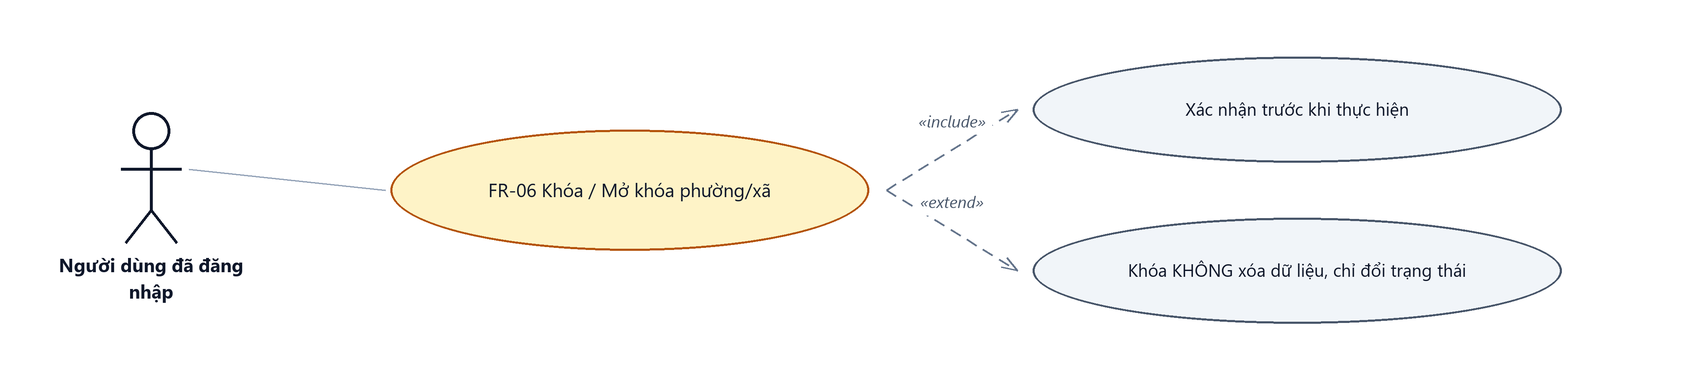 Người dùng đã đăng
nhập
FR-06 Khóa / Mở khóa phường/xã
«include»
«extend»
Xác nhận trước khi thực hiện
Khóa KHÔNG xóa dữ liệu, chỉ đổi trạng thái